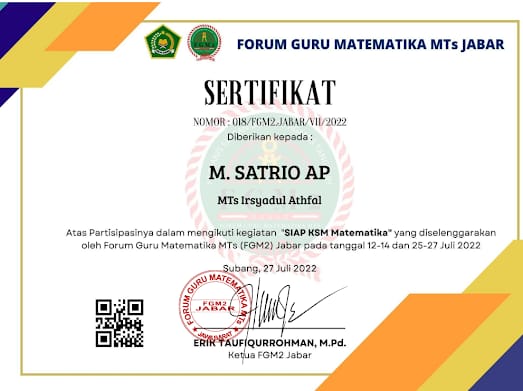 FORUM GURU MATEMATIKA MTs JABAR
SERTIFIKAT
NOMOR : 018/FGM2.JABAR/VII/2022
Diberikan kepada :
M. SATRIO AP
MTs Irsyadul Athfal
Atas Partisipasinya dalam mengikuti kegiatan "SIAP KSM Matematika" yang diselenggarakan
oleh Forum Guru Matematika MTs (FGM2) Jabar pada tanggal 12-14 dan 25-27 Juli 2022
Subang, 27 Juli 2022
FORUM GURU MATEMATIKA MTs
FGM2
JABAR
JAWA BARAT
ERIK TAUFIQURROHMAN, M.Pd.
Ketua FGM2 Jabar